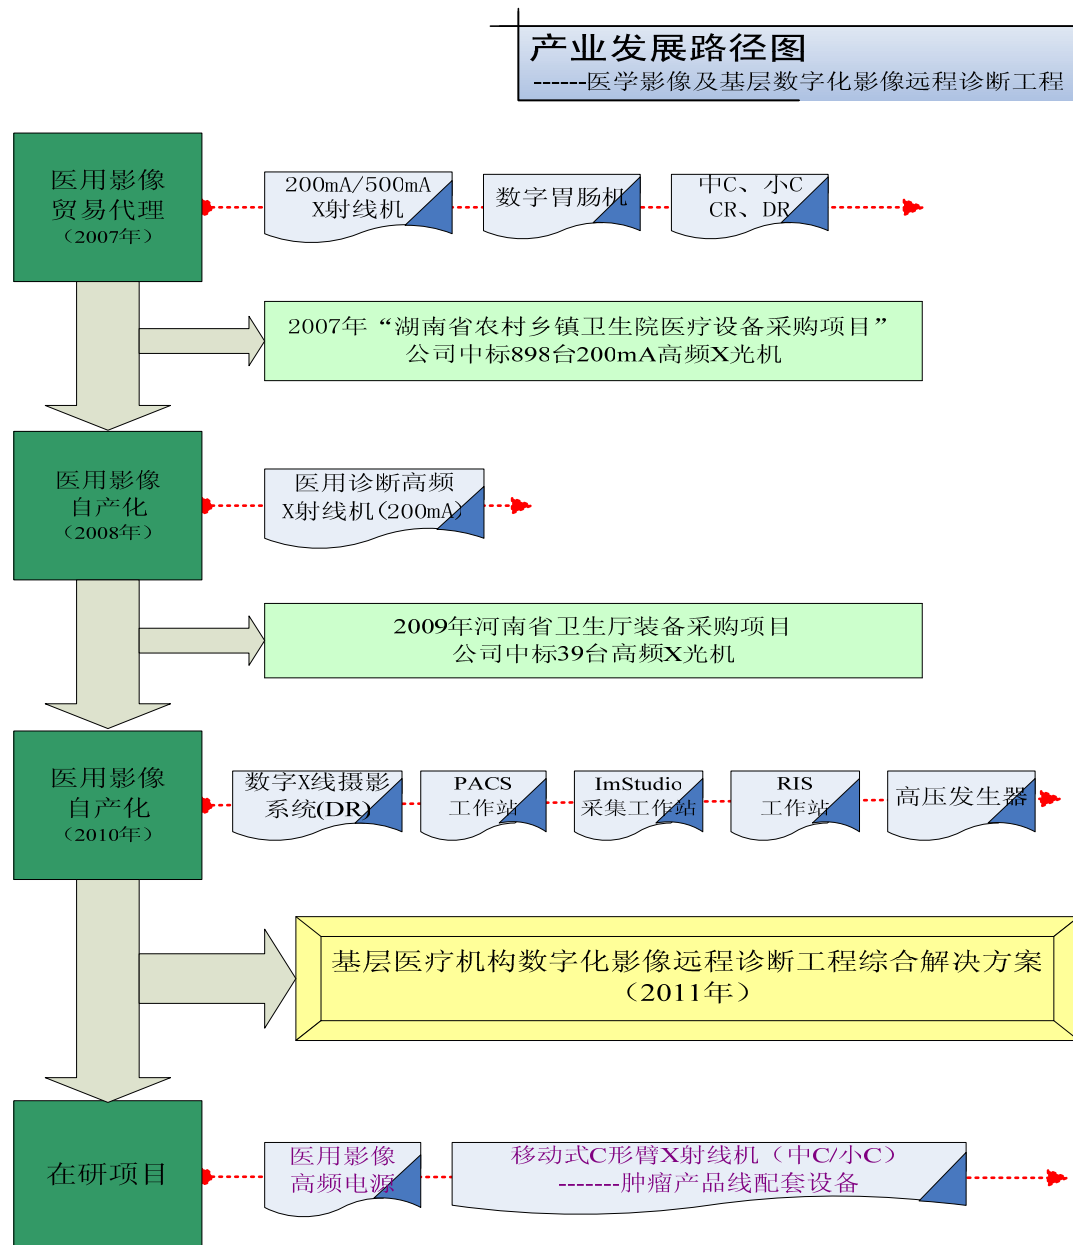 产业发展路径图
------医学影像及基层数字化影像远程诊断工程
医用影像
贸易代理
（2007年）
200mA/500mA
X射线机
数字胃肠机
中C、小C
CR、DR
2007年“湖南省农村乡镇卫生院医疗设备采购项目”
公司中标898台200mA高频X光机
医用影像
自产化
（2008年）
医用诊断高频
X射线机(200mA)
2009年河南省卫生厅装备采购项目
公司中标39台高频X光机
医用影像
自产化
（2010年）
数字X线摄影
系统(DR)
PACS
工作站
ImStudio
采集工作站
RIS
工作站
高压发生器
基层医疗机构数字化影像远程诊断工程综合解决方案
（2011年）
在研项目
医用影像
高频电源
移动式C形臂X射线机（中C/小C）
-------肿瘤产品线配套设备